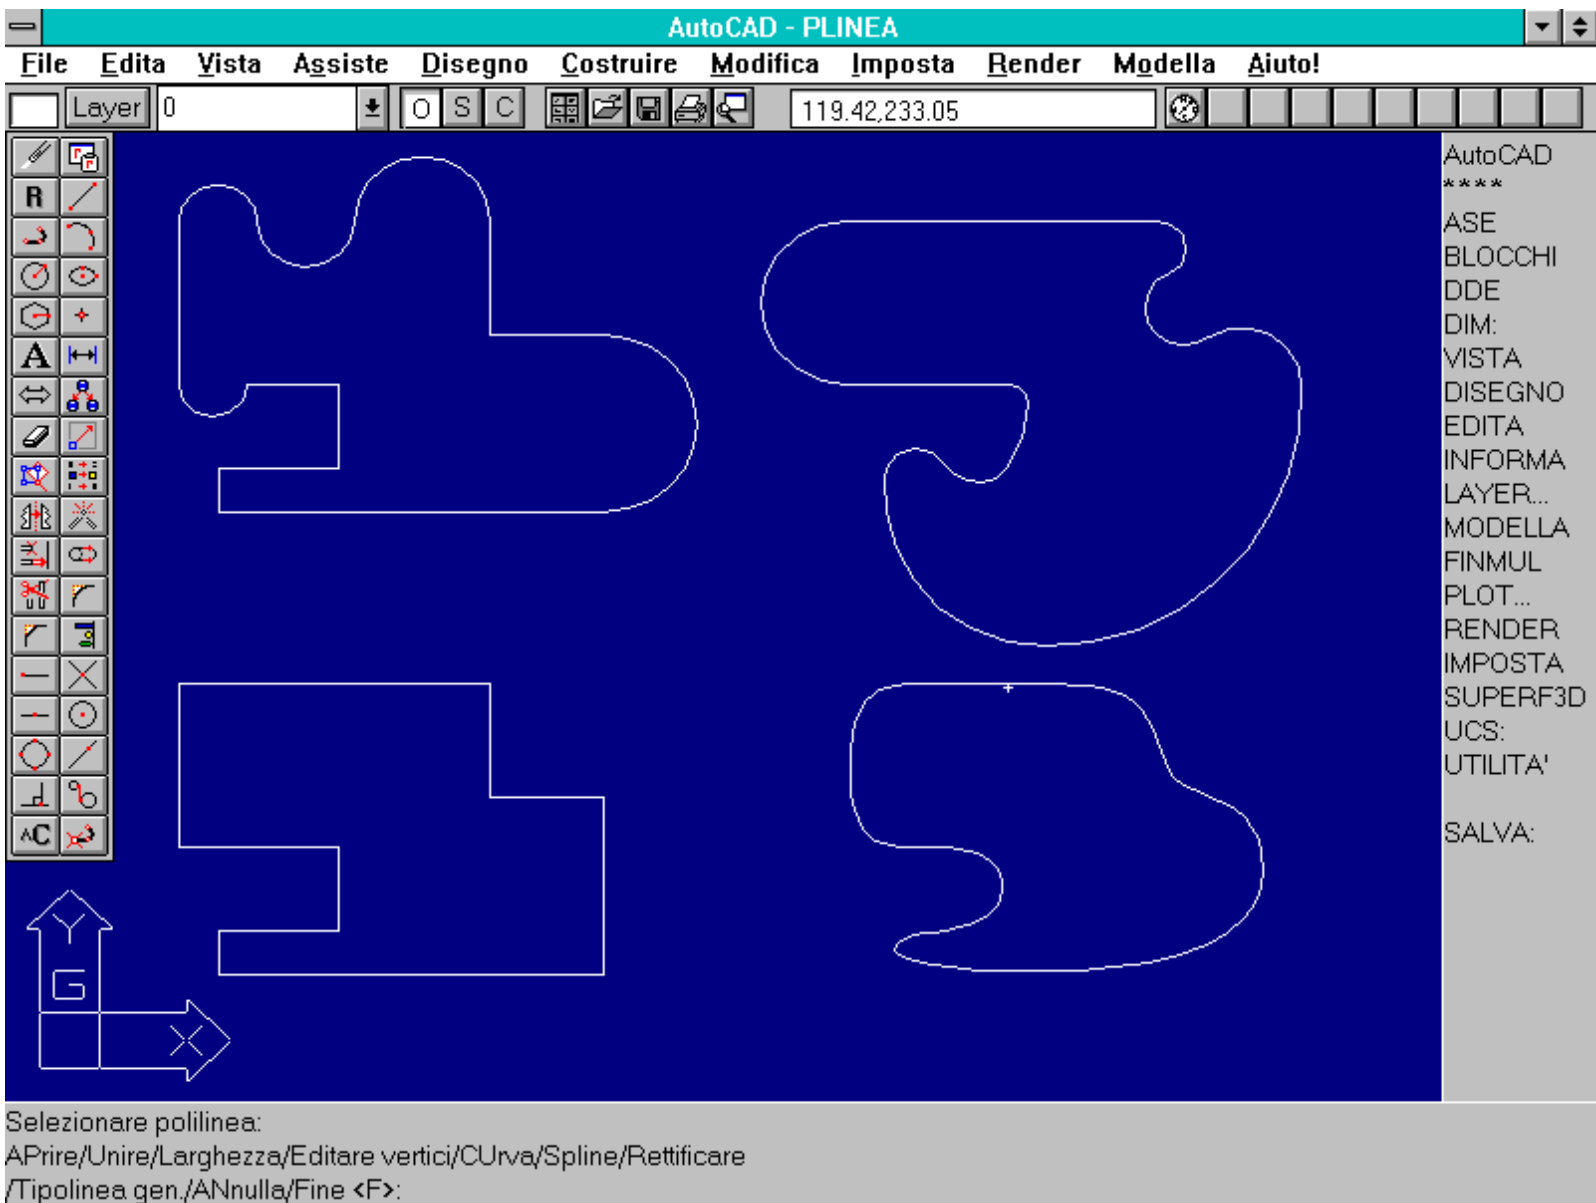 AutoCAD - PLINEA
File Edita Vista Assiste Disegno Costruire Modifica Imposta Render Modella Aiuto!
Layer 0 O S C 119.42,233.05
AutoCAD
* * * *
ASE
BLOCCHI
DDE
DIM:
VISTA
DISEGNO
EDITA
INFORMA
LAYER...
MODELLA
FINMUL
PLOT...
RENDER
IMPOSTA
SUPERF3D
UCS:
UTILITA'
SALVA:
R
A
^C
Y
G
X
Selezionare polilinea:
APrire/Unire/Larghezza/Editare vertici/CUrva/Spline/Rettificare
/Tipolinea gen./ANnulla/Fine <F>: